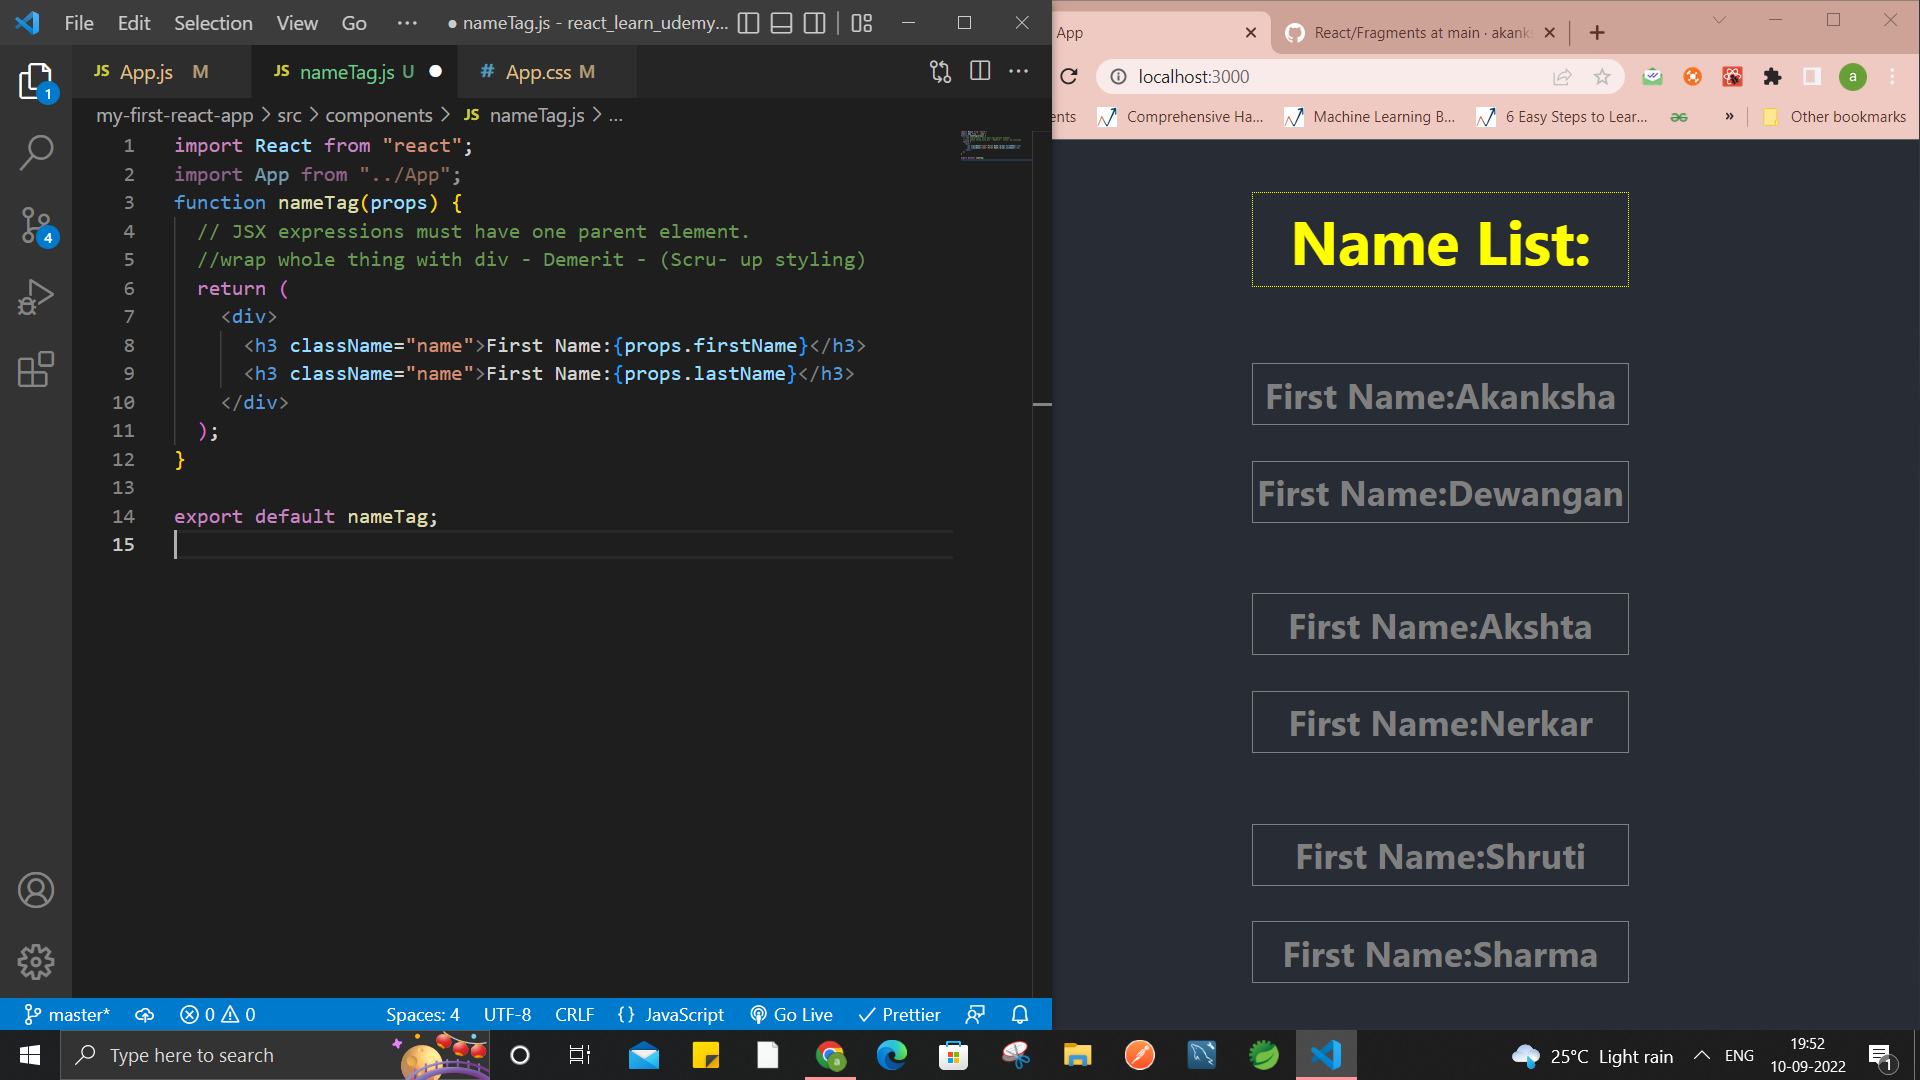 File Edit Selection View Go ··· ● nameTag.js - react_learn_udemy...
JS App.js M JS nameTag.js U ● # App.css M
my-first-react-app > src > components > JS nameTag.js > ...
1 import React from "react";
2 import App from "../App";
3 function nameTag(props) {
4 // JSX expressions must have one parent element.
5 //wrap whole thing with div - Demerit - (Scru- up styling)
6 return (
7 <div>
8 <h3 className="name">First Name:{props.firstName}</h3>
9 <h3 className="name">First Name:{props.lastName}</h3>
10 </div>
11 );
12 }
13
14 export default nameTag;
15
1
4
master* 0 0 Spaces: 4 UTF-8 CRLF {} JavaScript Go Live Prettier
App React/Fragments at main · akanks
localhost:3000
a
ents Comprehensive Ha... Machine Learning B... 6 Easy Steps to Lear... » Other bookmarks
Name List:
First Name:Akanksha
First Name:Dewangan
First Name:Akshta
First Name:Nerkar
First Name:Shruti
First Name:Sharma
Type here to search
25°C Light rain ENG
19:52
10-09-2022
1